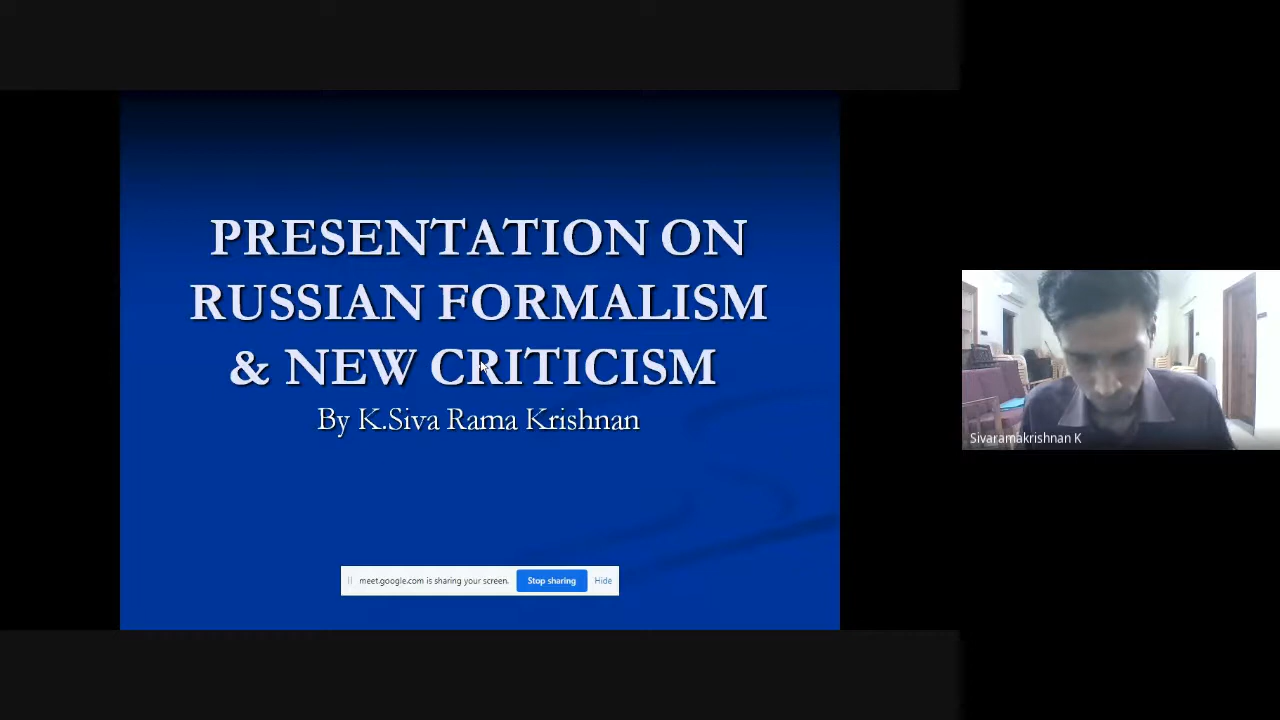 PRESENTATION ON
RUSSIAN FORMALISM
& NEW CRITICISM
By K.Siva Rama Krishnan
meet.google.com is sharing your screen. Stop sharing Hide
Sivaramakrishnan K